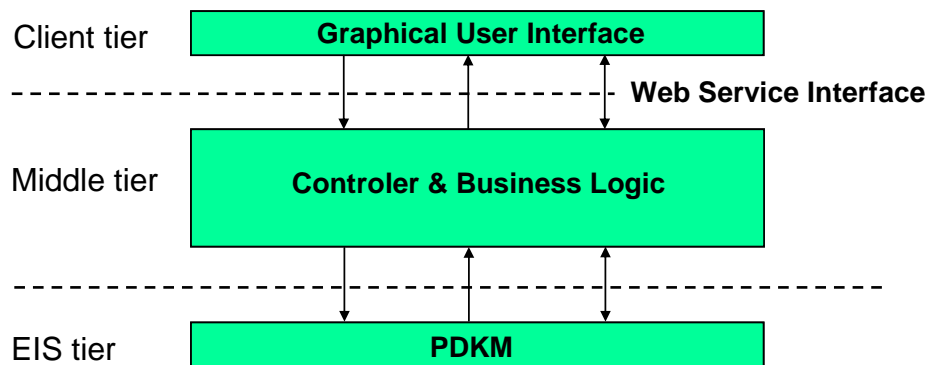 Client tier
Graphical User Interface
Web Service Interface
Middle tier
Controler & Business Logic
EIS tier
PDKM